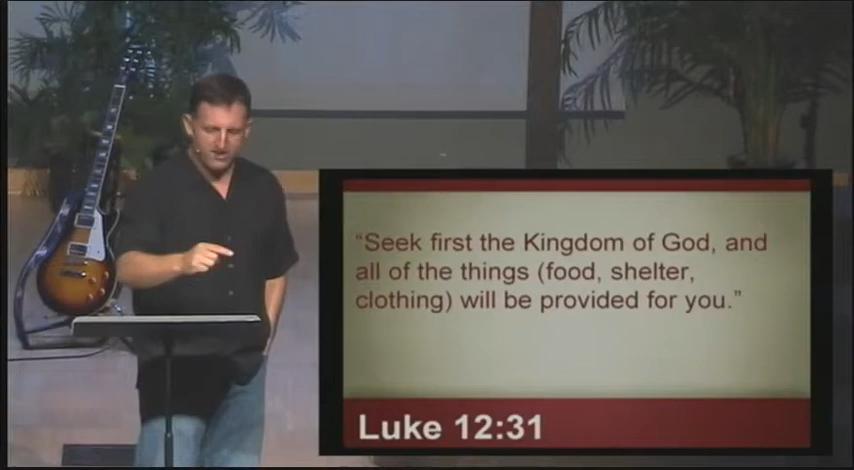 “Seek first the Kingdom of God, and
all of the things (food, shelter,
clothing) will be provided for you.”
Luke 12:31